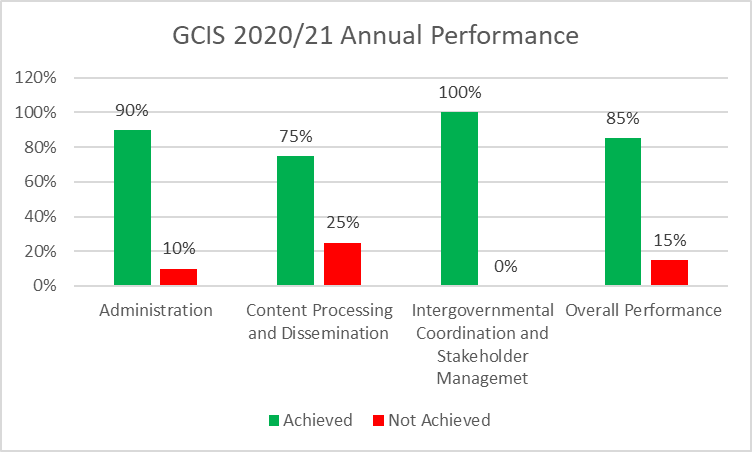 GCIS 2020/21 Annual Performance
120%
100%
80%
60%
40%
20%
0%
90%
10%
75%
25%
100%
0%
85%
15%
Administration
Content Processing
and Dissemination
Intergovernmental
Coordination and
Stakeholder
Managemet
Overall Performance
Achieved
Not Achieved